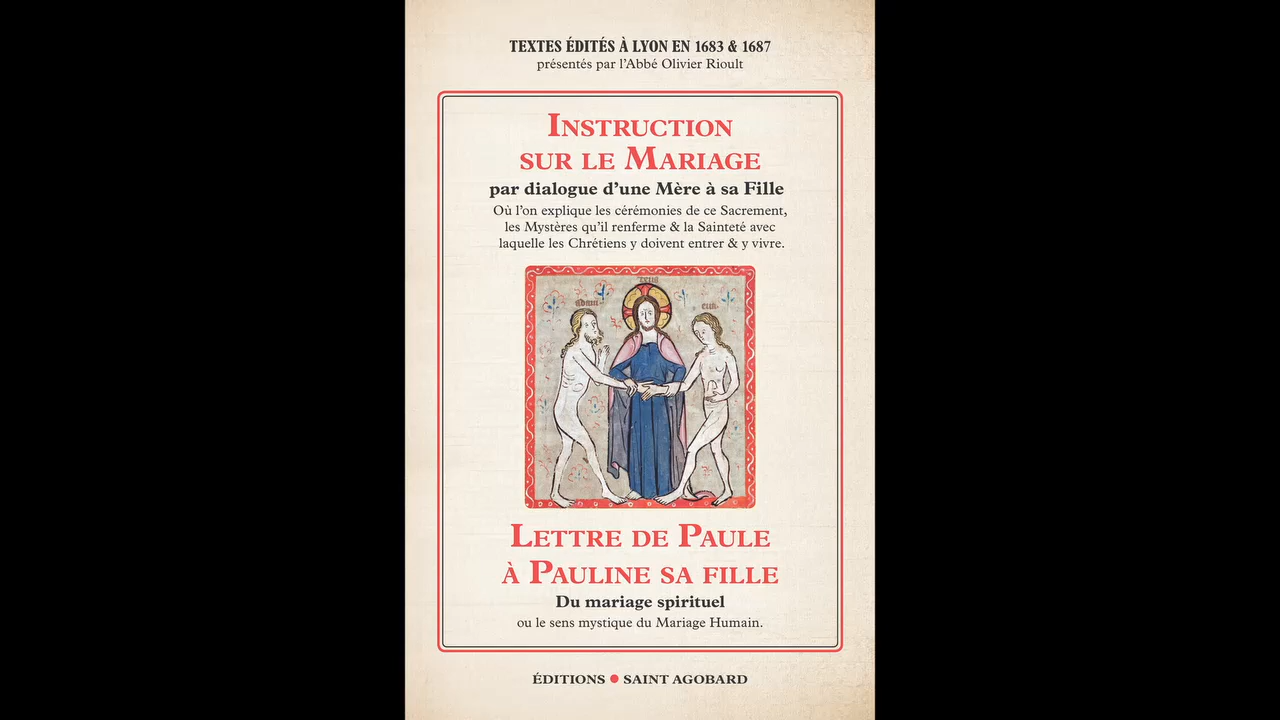 TEXTES ÉDITÉS À LYON EN 1683 & 1687
présentés par l'Abbé Olivier Rioult
INSTRUCTION
SUR LE MARIAGE
par dialogue d'une Mère à sa Fille
Où l'on explique les cérémonies de ce Sacrement,
les Mystères qu'il renferme & la Sainteté avec
laquelle les Chrétiens y doivent entrer & y vivre.
LETTRE DE PAULE
À PAULINE SA FILLE
Du mariage spirituel
ou le sens mystique du Mariage Humain.
ÉDITIONS ● SAINT AGOBARD